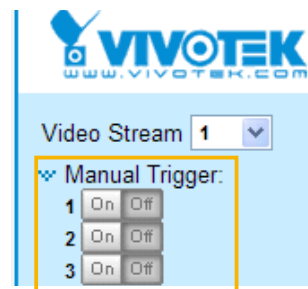 VIVOTEK
www.vivotek.com
Video Stream 1
Manual Trigger:
1 On Off
2 On Off
3 On Off